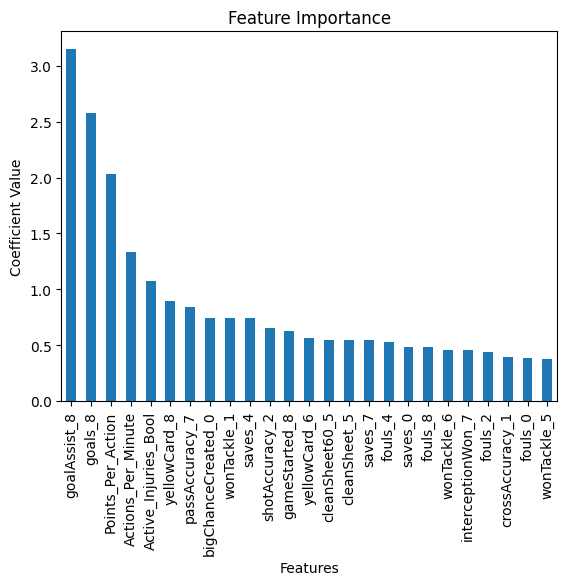 Feature Importance
Coefficient Value
3.0
2.5
2.0
1.5
1.0
0.5
0.0
goalAssist_8
goals_8
Points_Per_Action
Actions_Per_Minute
Active_Injuries_Bool
yellowCard_8
passAccuracy_7
bigChanceCreated_0
wonTackle_1
saves_4
shotAccuracy_2
gameStarted_8
yellowCard_6
cleanSheet60_5
cleanSheet_5
saves_7
fouls_4
saves_0
fouls_8
wonTackle_6
interceptionWon_7
fouls_2
crossAccuracy_1
fouls_0
wonTackle_5
Features